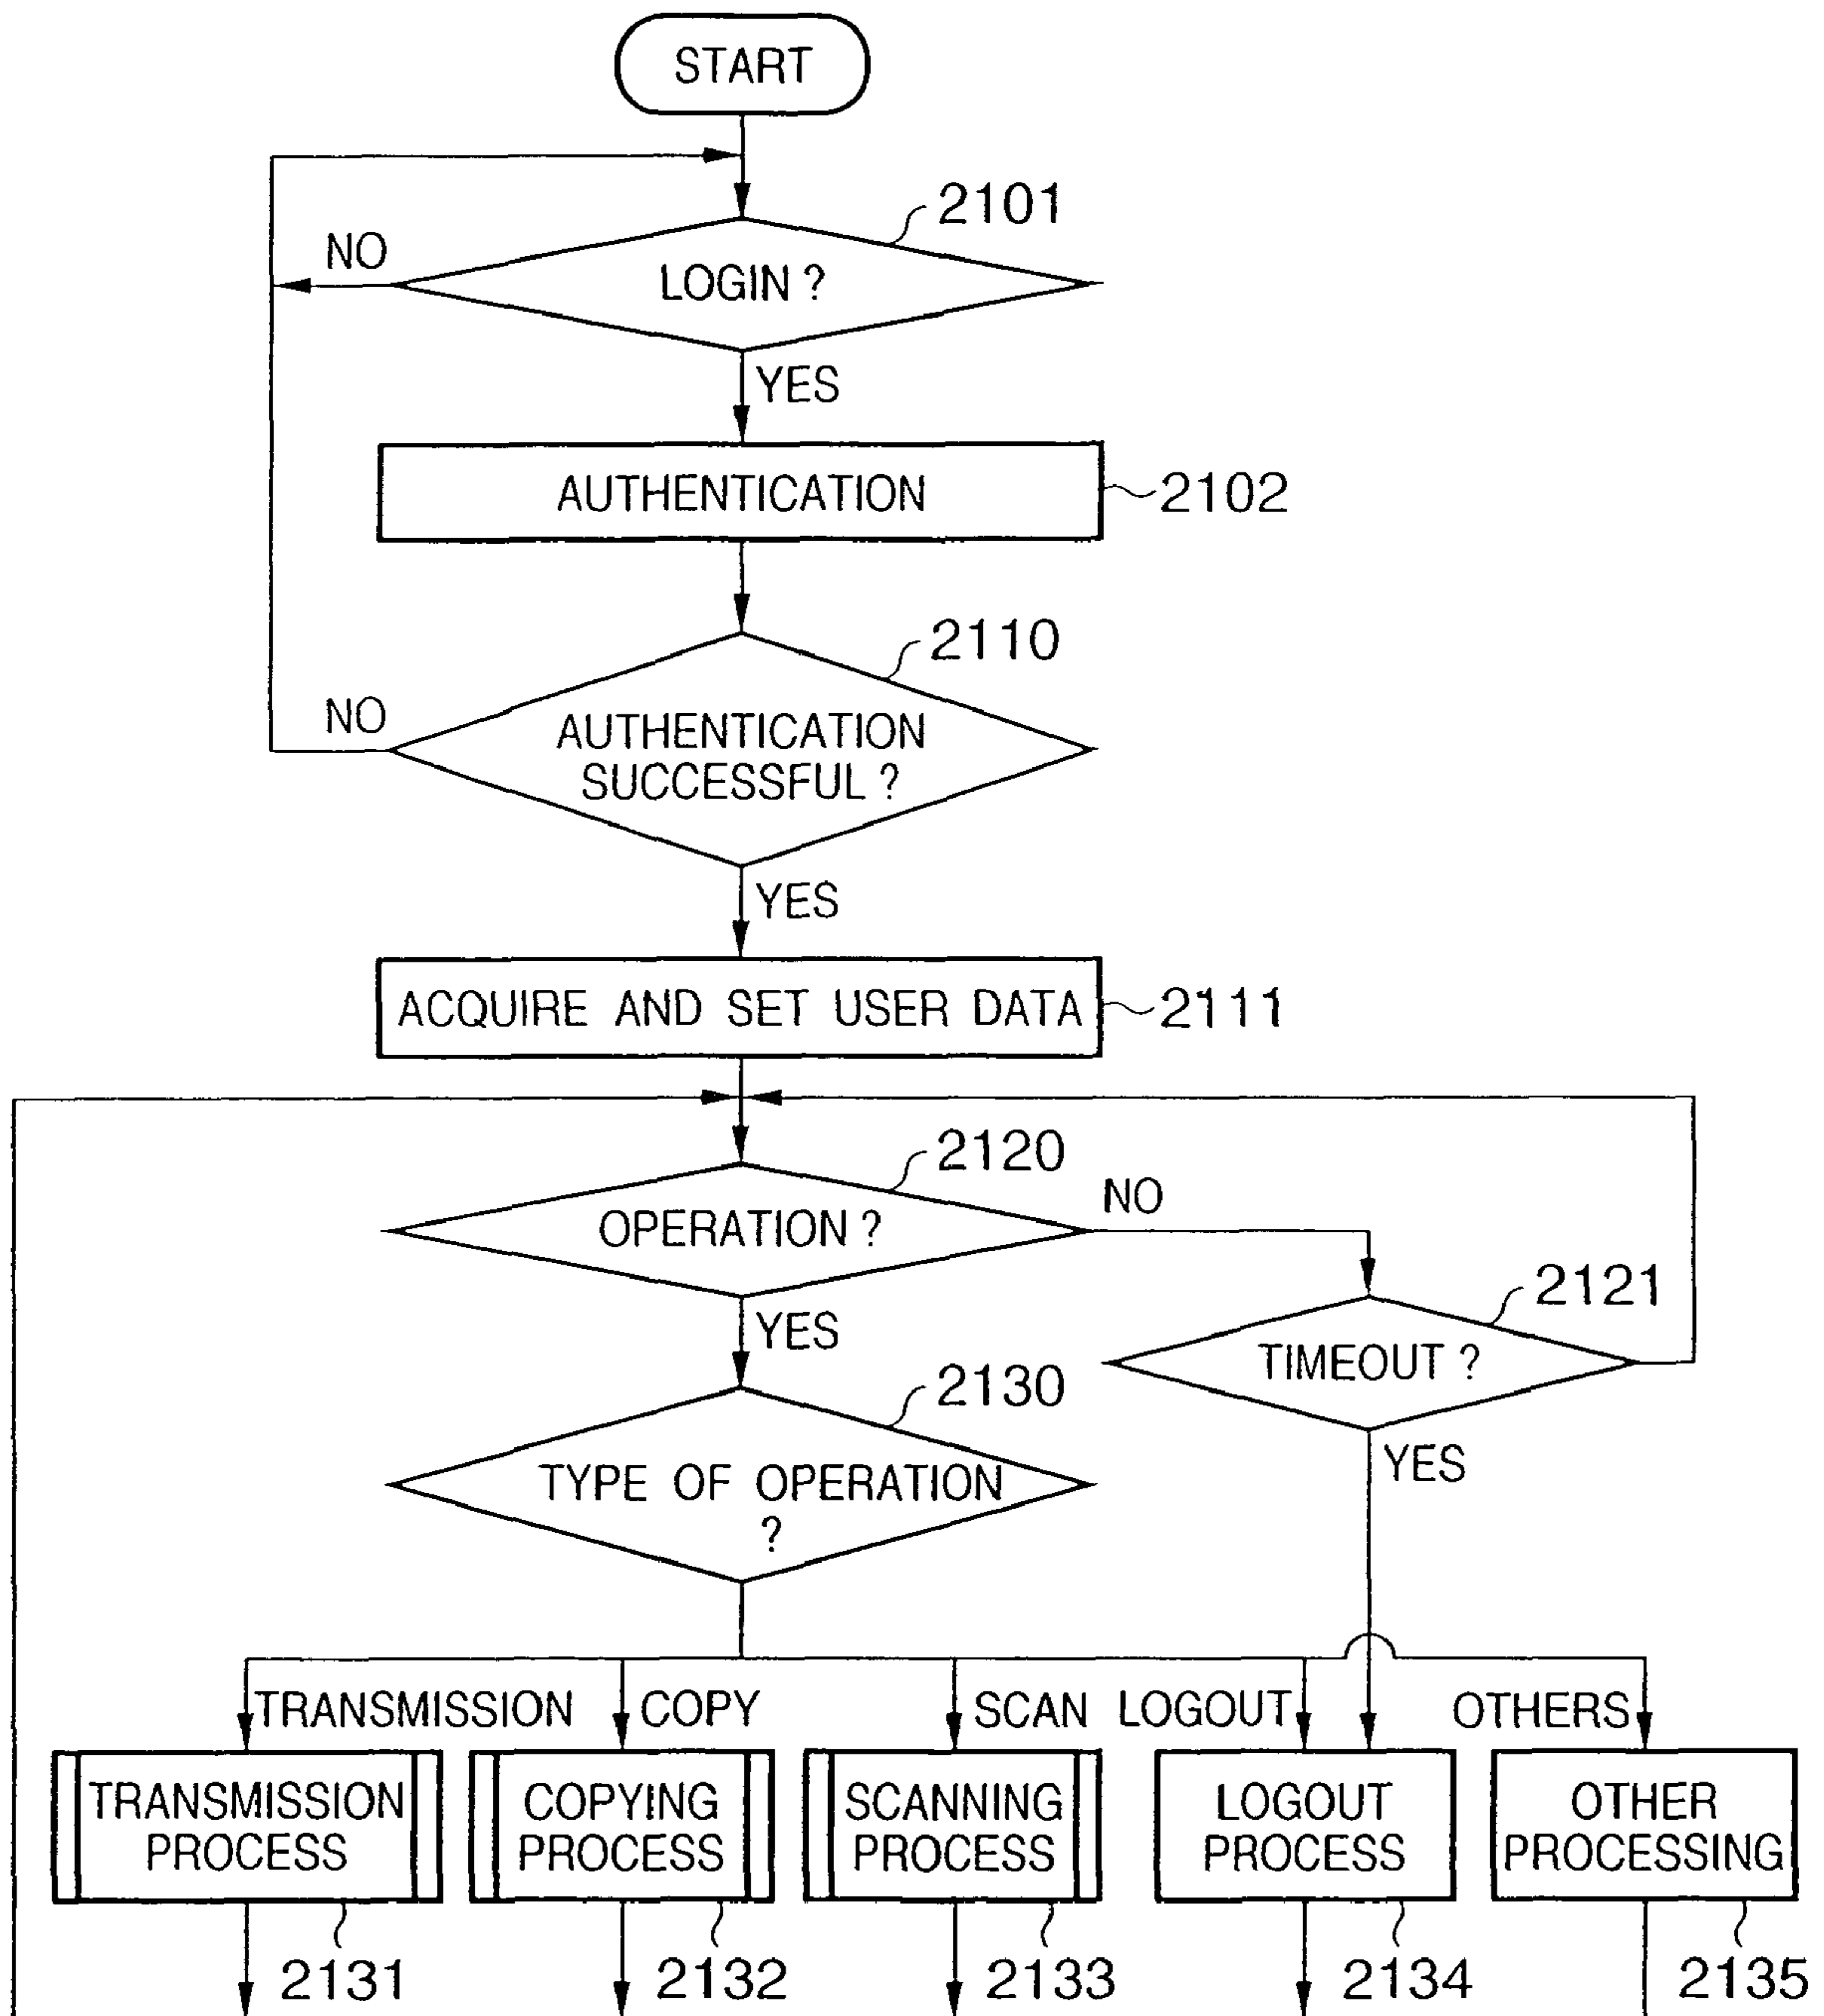 START
2101
NO
LOGIN ?
YES
AUTHENTICATION
2102
2110
NO
AUTHENTICATION
SUCCESSFUL ?
YES
ACQUIRE AND SET USER DATA
2111
2120
NO
OPERATION ?
2121
YES
TIMEOUT ?
2130
YES
TYPE OF OPERATION
?
TRANSMISSION
COPY
SCAN
LOGOUT
OTHERS
TRANSMISSION
PROCESS
COPYING
PROCESS
SCANNING
PROCESS
LOGOUT
PROCESS
OTHER
PROCESSING
2131
2132
2133
2134
2135